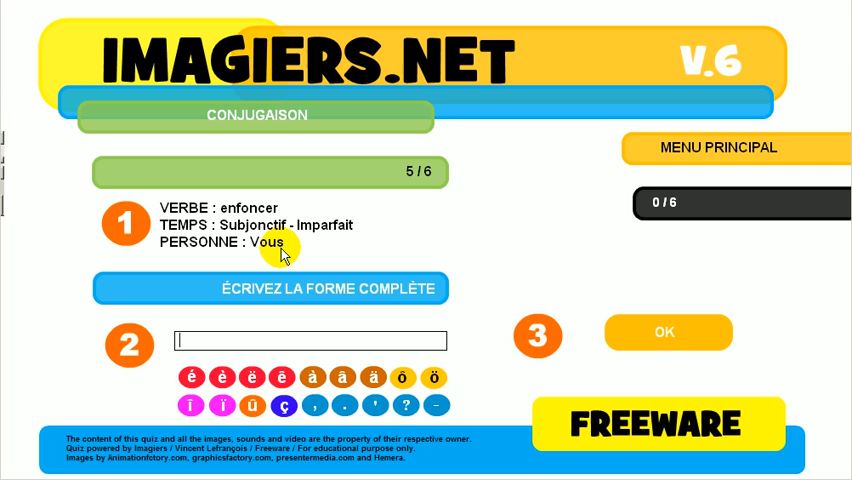 IMAGIERS.NET
V.6
CONJUGAISON
MENU PRINCIPAL
5 / 6
0 / 6
1
VERBE : enfoncer
TEMPS : Subjonctif - Imparfait
PERSONNE : Vous
ÉCRIVEZ LA FORME COMPLÈTE
2
3
OK
é è ë ê à â ä ô ö
î ï û ç , . ' ? -
FREEWARE
The content of this quiz and all the images, sounds and video are the property of their respective owner.
Quiz powered by Imagiers / Vincent Lefrançois / Freeware / For educational purpose only.
Images by Animationfctory.com, graphicsfactory.com, presentermedia.com and Hemera.